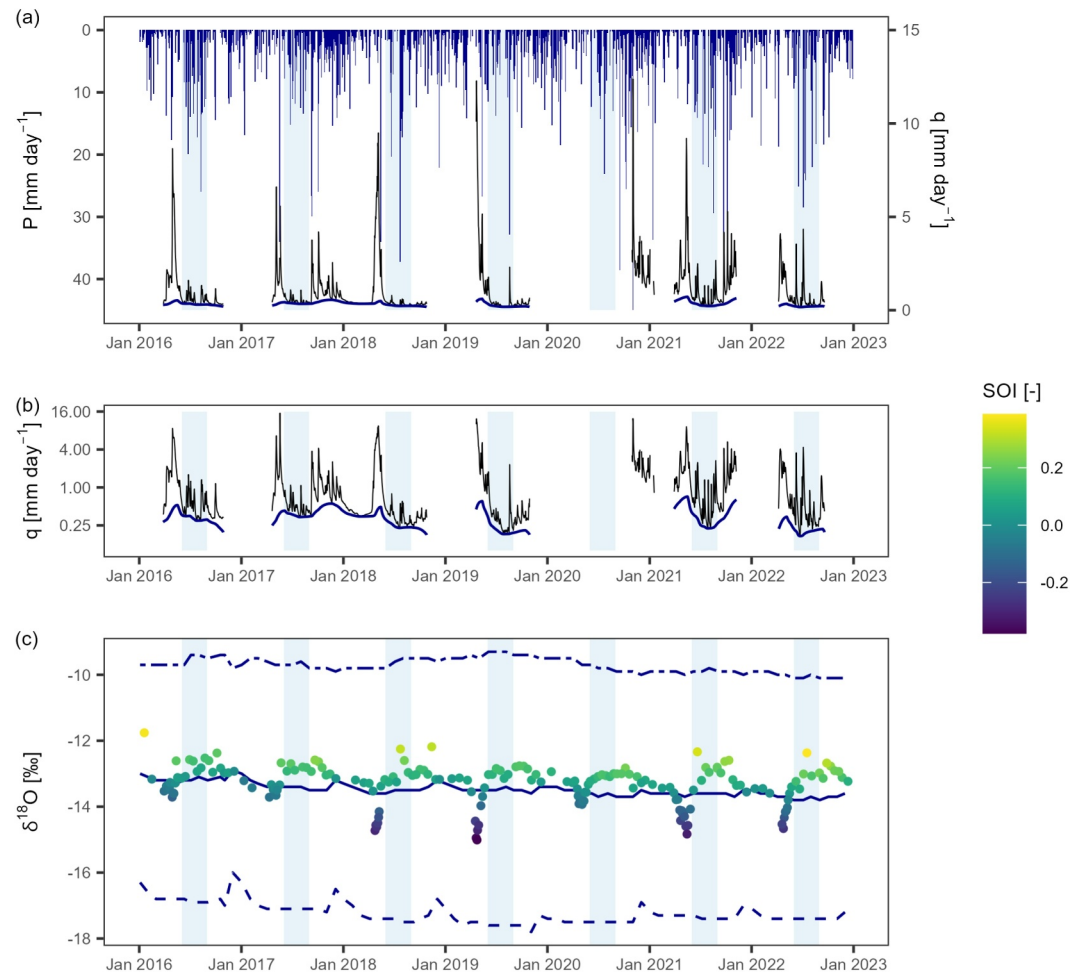 (a)
0
10
20
30
40
P [mm day⁻¹]
15
10
5
0
q [mm day⁻¹]
Jan 2016 Jan 2017 Jan 2018 Jan 2019 Jan 2020 Jan 2021 Jan 2022 Jan 2023
(b)
16.00
4.00
1.00
0.25
q [mm day⁻¹]
Jan 2016 Jan 2017 Jan 2018 Jan 2019 Jan 2020 Jan 2021 Jan 2022 Jan 2023
SOI [-]
0.2
0.0
-0.2
(c)
-10
-12
-14
-16
-18
δ¹⁸O [‰]
Jan 2016 Jan 2017 Jan 2018 Jan 2019 Jan 2020 Jan 2021 Jan 2022 Jan 2023